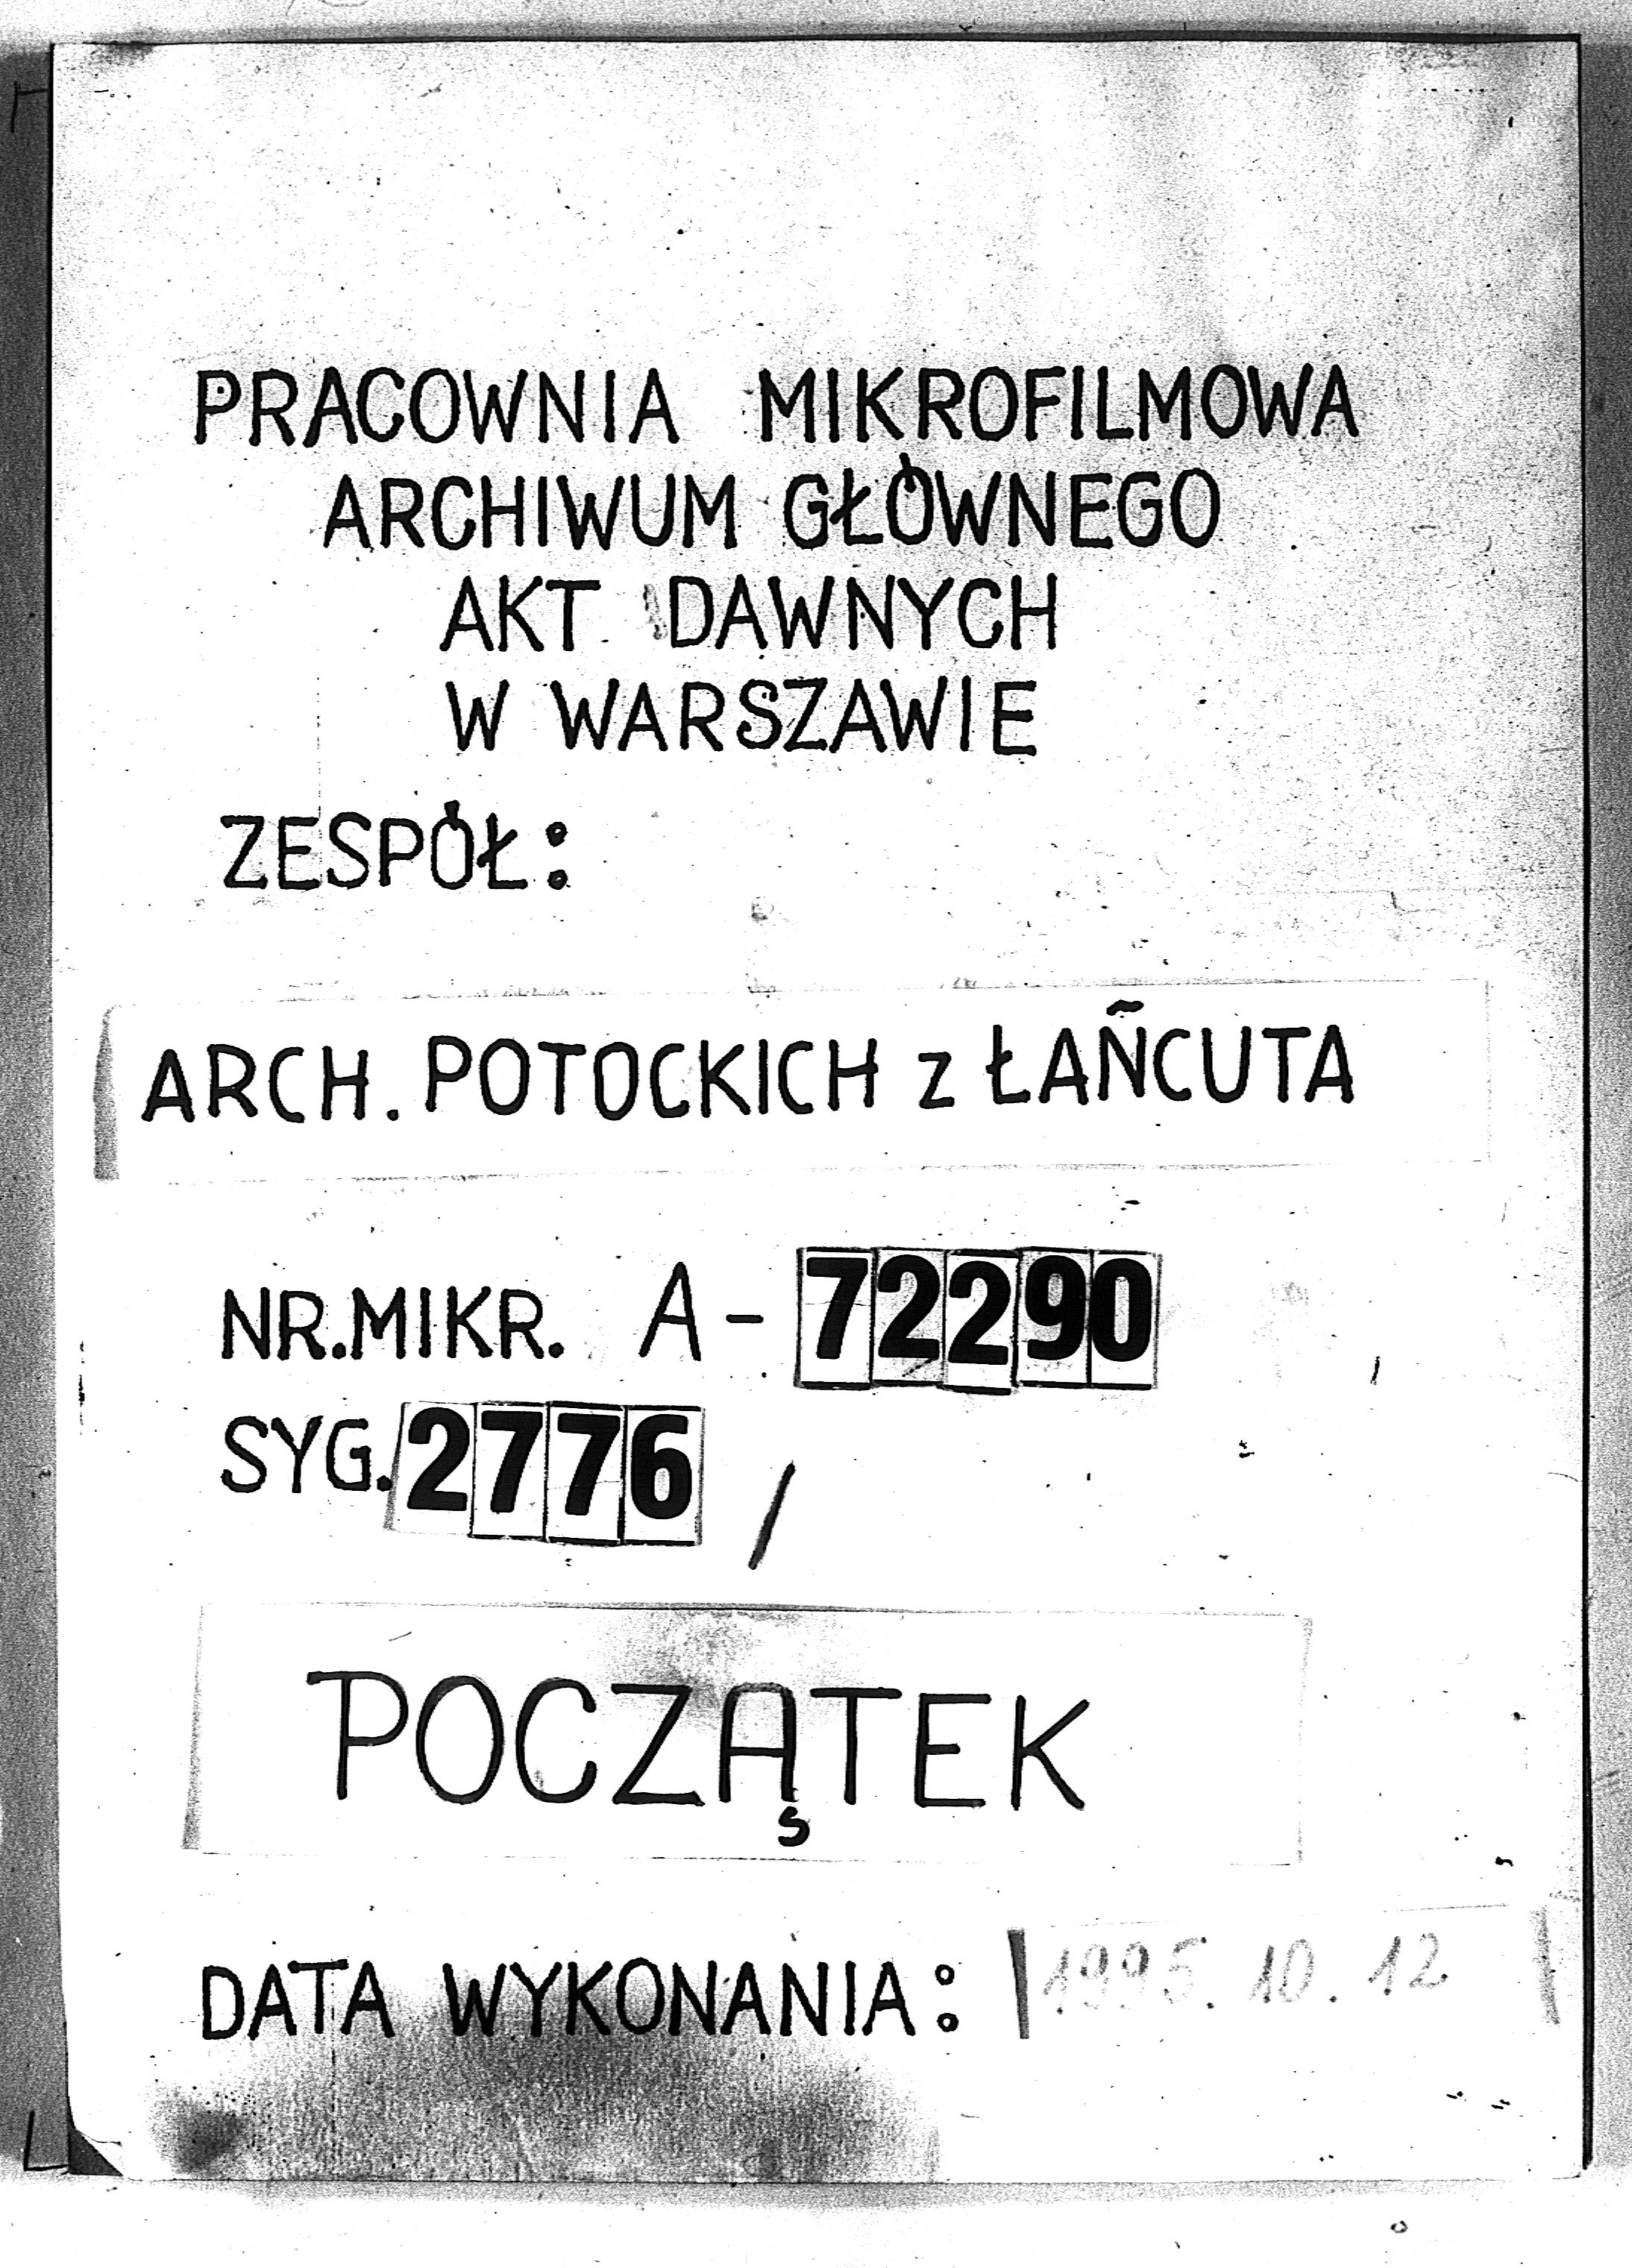 PRACOWNIA MIKROFILMOWA
ARCHIWUM GŁÓWNEGO
AKT DAWNYCH
W WARSZAWIE
ZESPÓŁ:
ARCH. POTOCKICH z ŁAŃCUTA
NR.MIKR. A-72290
SYG. 2776 /
POCZĄTEK
DATA WYKONANIA: 1995.10.12